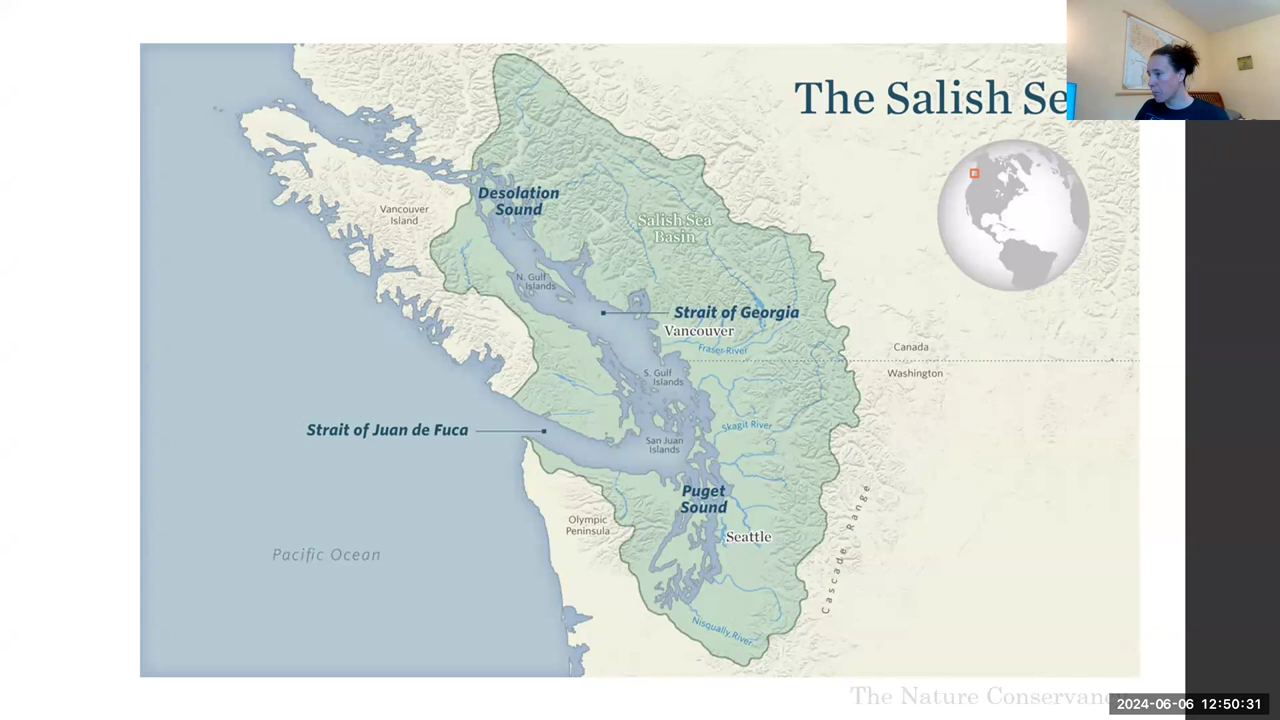 The Salish Se
Desolation
Sound
Vancouver
Island
Salish Sea
Basin
N. Gulf
Islands
Strait of Georgia
Vancouver
Fraser River
Canada
Washington
S. Gulf
Islands
Strait of Juan de Fuca
Skagit River
San Juan
Islands
Puget
Sound
Olympic
Peninsula
Seattle
Cascade Range
Pacific Ocean
Nisqually River
The Nature Conservanc
2024-06-06 12:50:31